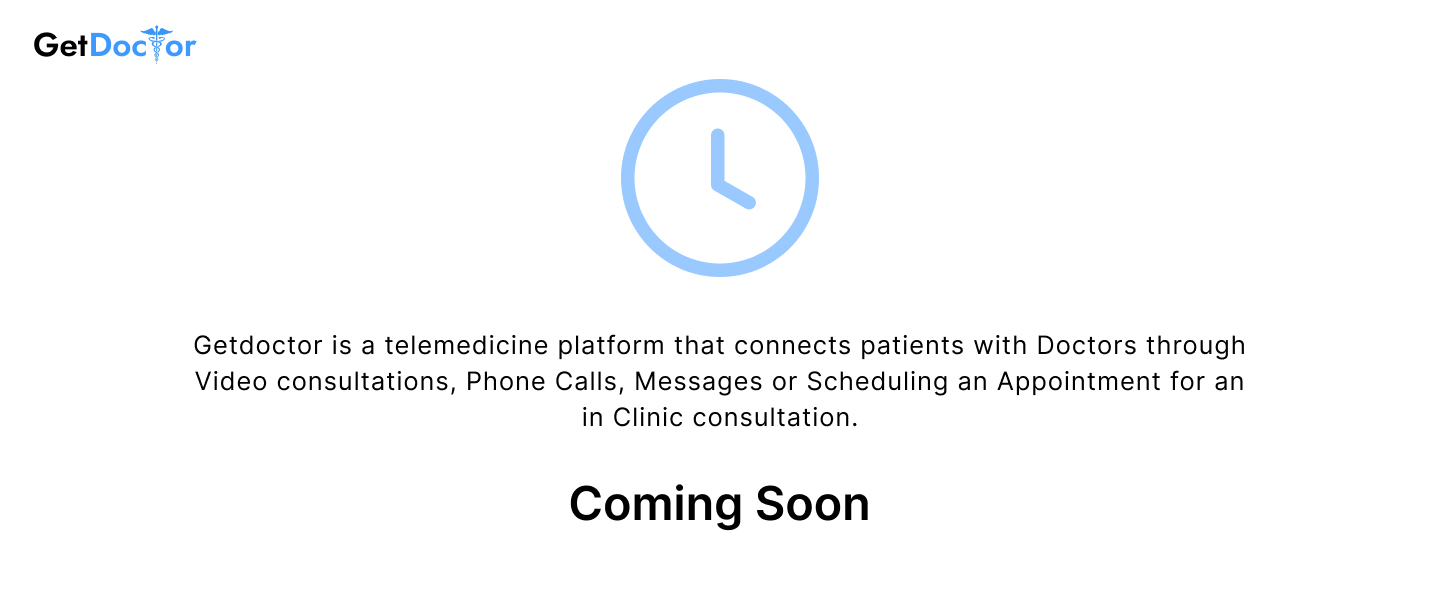 GetDoctor
Getdoctor is a telemedicine platform that connects patients with Doctors through
Video consultations, Phone Calls, Messages or Scheduling an Appointment for an
in Clinic consultation.
Coming Soon